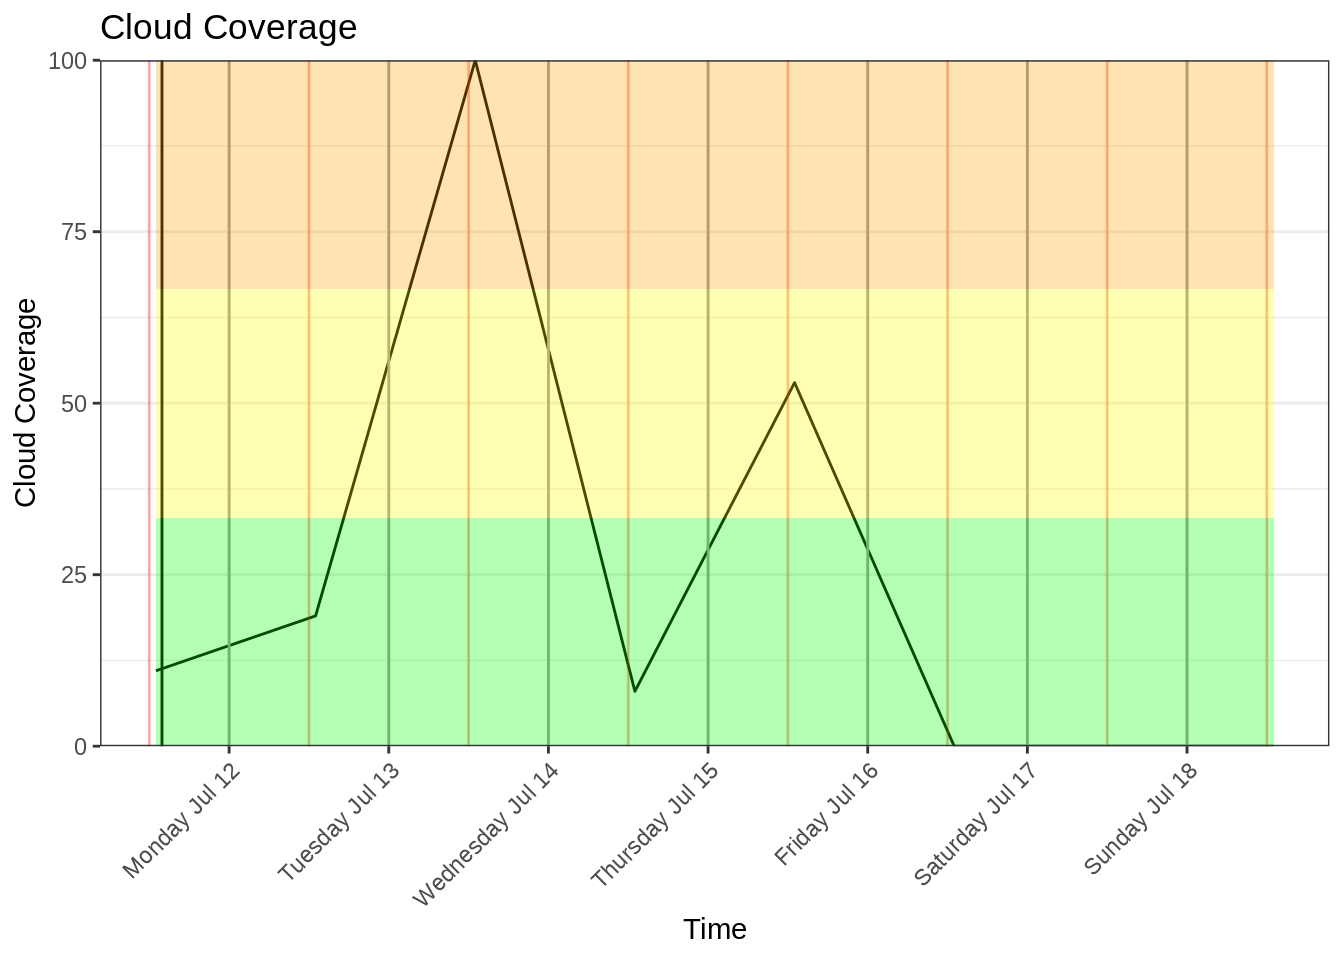 Cloud Coverage
100
75
50
25
0
Cloud Coverage
Monday Jul 12
Tuesday Jul 13
Wednesday Jul 14
Thursday Jul 15
Friday Jul 16
Saturday Jul 17
Sunday Jul 18
Time